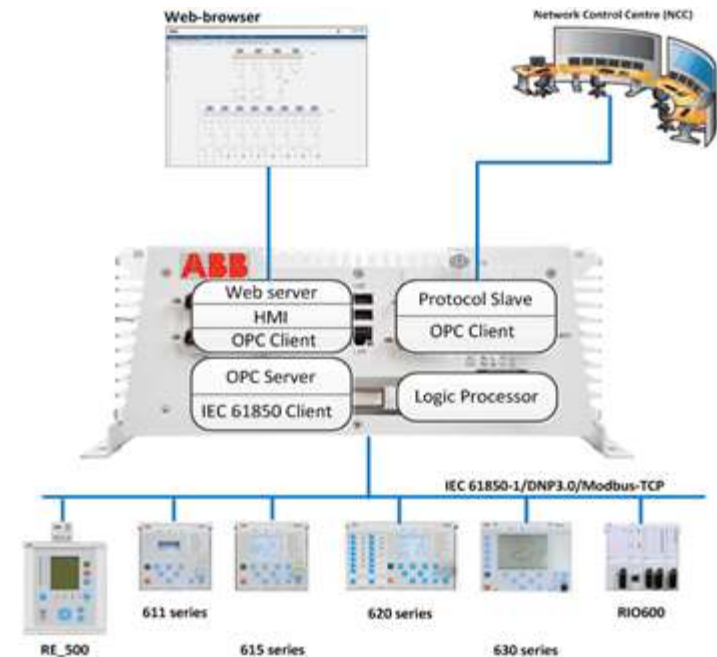 Web-browser
Network Control Centre (NCC)
ABB
Web server
HMI
OPC Client
Protocol Slave
OPC Client
OPC Server
IEC 61850 Client
Logic Processor
IEC 61850-1/DNP3.0/Modbus-TCP
611 series
620 series
RIO600
RE_500
615 series
630 series